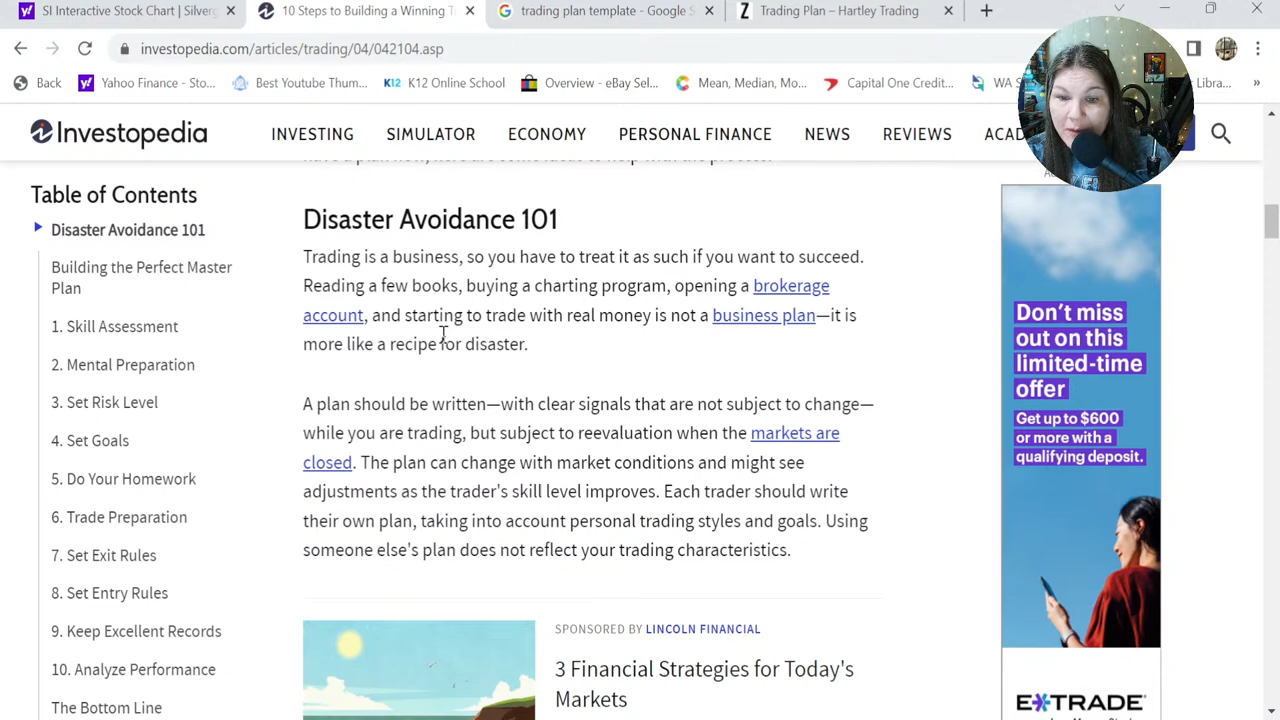 SI Interactive Stock Chart | Silverg
10 Steps to Building a Winning T
trading plan template - Google S
Trading Plan – Hartley Trading
investopedia.com/articles/trading/04/042104.asp
Back
Yahoo Finance - Sto...
Best Youtube Thum...
K12 K12 Online School
Overview - eBay Sel...
Mean, Median, Mo...
Capital One Credit...
WA S
Libra...
Investopedia
INVESTING
SIMULATOR
ECONOMY
PERSONAL FINANCE
NEWS
REVIEWS
ACAD
Table of Contents
Disaster Avoidance 101
Building the Perfect Master
Plan
1. Skill Assessment
2. Mental Preparation
3. Set Risk Level
4. Set Goals
5. Do Your Homework
6. Trade Preparation
7. Set Exit Rules
8. Set Entry Rules
9. Keep Excellent Records
10. Analyze Performance
The Bottom Line
Disaster Avoidance 101
Trading is a business, so you have to treat it as such if you want to succeed.
Reading a few books, buying a charting program, opening a brokerage
account, and starting to trade with real money is not a business plan—it is
more like a recipe for disaster.
A plan should be written—with clear signals that are not subject to change—
while you are trading, but subject to reevaluation when the markets are
closed. The plan can change with market conditions and might see
adjustments as the trader's skill level improves. Each trader should write
their own plan, taking into account personal trading styles and goals. Using
someone else's plan does not reflect your trading characteristics.
SPONSORED BY LINCOLN FINANCIAL
3 Financial Strategies for Today's
Markets
Don't miss
out on this
limited-time
offer
Get up to $600
or more with a
qualifying deposit.
E*TRADE